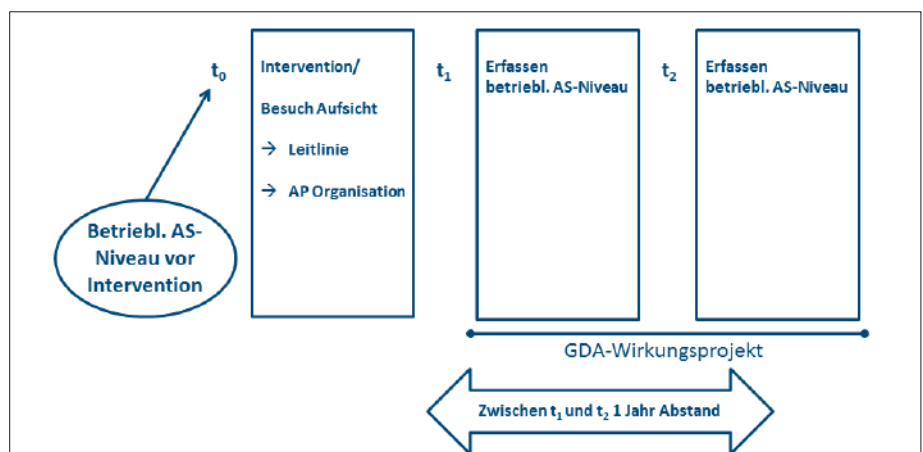 t₀
Intervention/
Besuch Aufsicht
→ Leitlinie
→ AP Organisation
Betriebl. AS-
Niveau vor
Intervention
t₁
Erfassen
betriebl. AS-Niveau
t₂
Erfassen
betriebl. AS-Niveau
GDA-Wirkungsprojekt
Zwischen t₁ und t₂ 1 Jahr Abstand